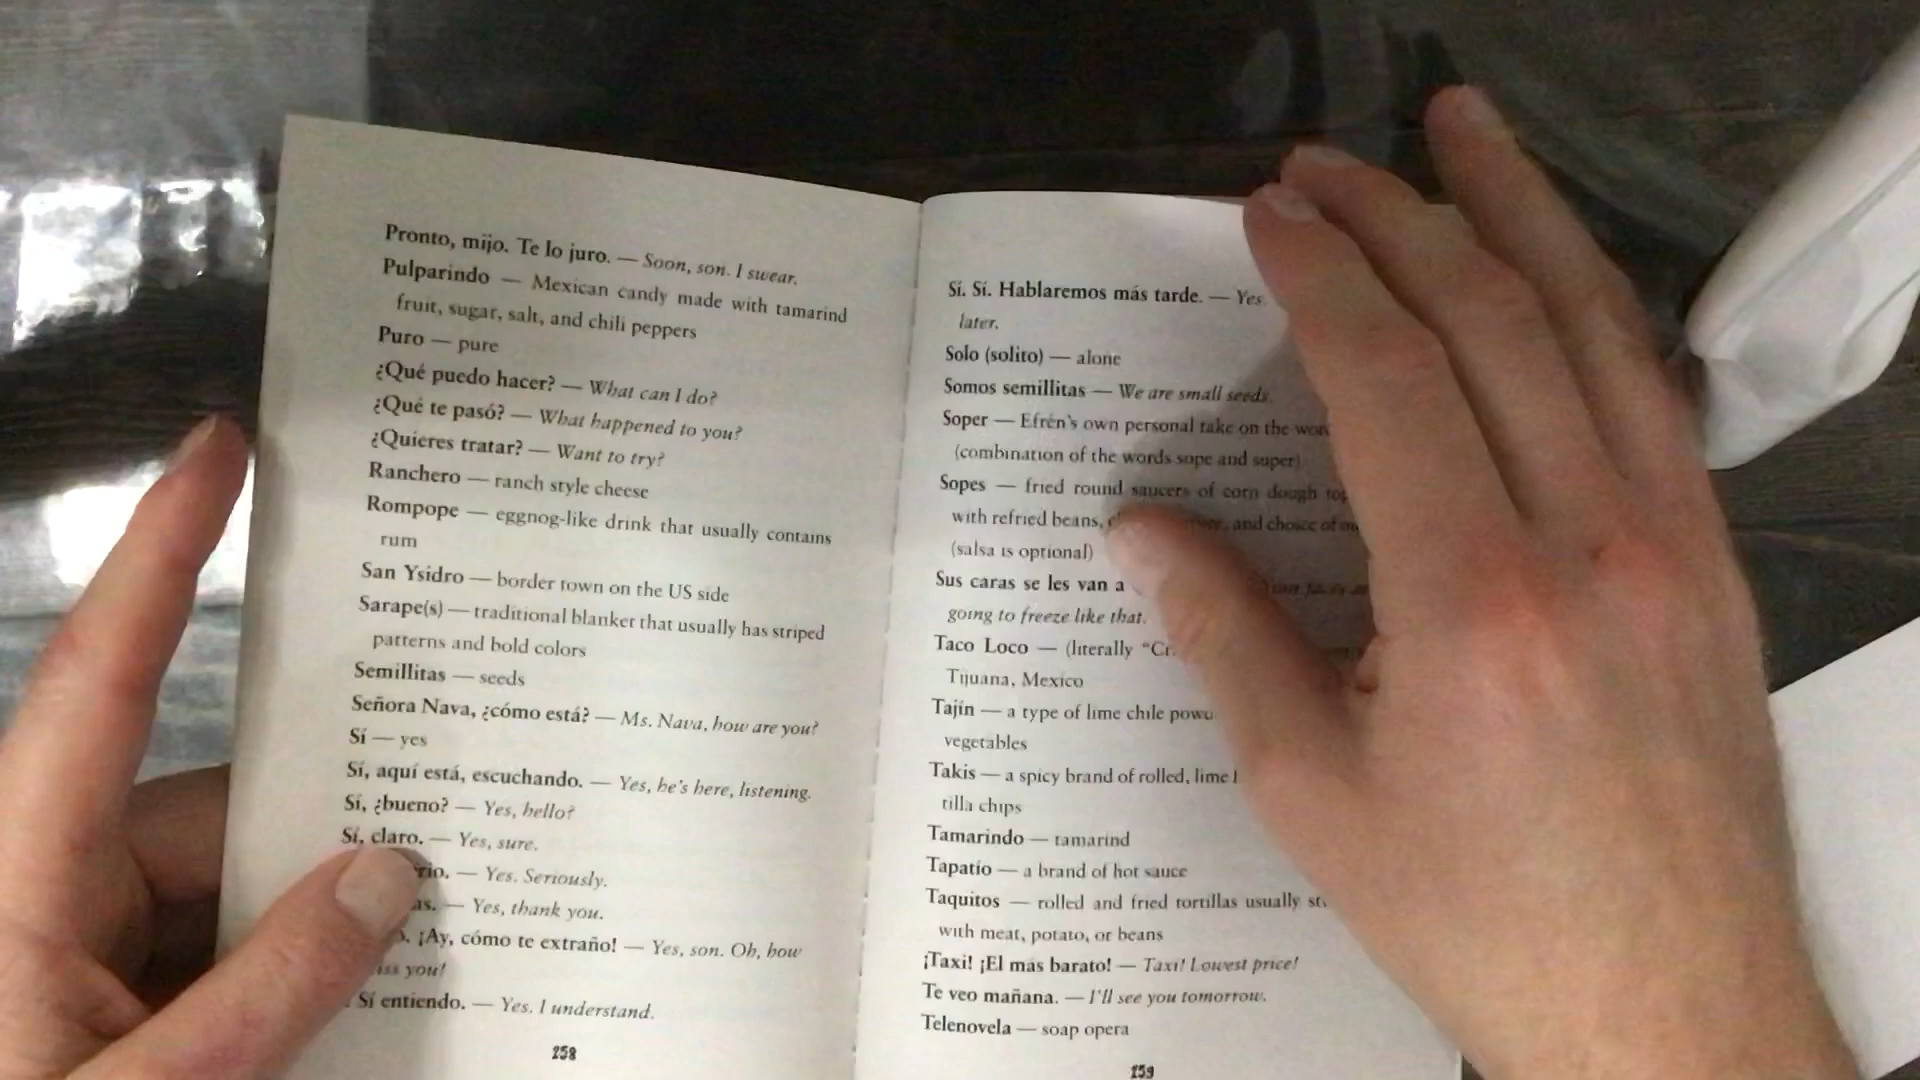 Pronto, mijo. Te lo juro. — Soon, son. I swear.
Pulparindo — Mexican candy made with tamarind
fruit, sugar, salt, and chili peppers
Puro — pure
¿Qué puedo hacer? — What can I do?
¿Qué te pasó? — What happened to you?
¿Quieres tratar? — Want to try?
Ranchero — ranch style cheese
Rompope — eggnog-like drink that usually contains
rum
San Ysidro — border town on the US side
Sarape(s) — traditional blanket that usually has striped
patterns and bold colors
Semillitas — seeds
Señora Nava, ¿cómo está? — Ms. Nava, how are you?
Sí — yes
Sí, aquí está, escuchando. — Yes, he's here, listening.
Sí, ¿bueno? — Yes, hello?
Sí, claro. — Yes, sure.
— Yes. Seriously.
— Yes, thank you.
¡Ay, cómo te extraño! — Yes, son. Oh, how
you!
Sí entiendo. — Yes. I understand.
258
Sí. Sí. Hablaremos más tarde. — Yes
later.
Solo (solito) — alone
Somos semillitas — We are small seeds.
Soper — Efrén's own personal take on the
(combination of the words sope and super)
Sopes — fried round saucers of corn dough
with refried beans, and choice of
(salsa is optional)
Sus caras se les van a
going to freeze like that.
Taco Loco — (literally
Tijuana, Mexico
Tajín — a type of lime chile
vegetables
Takis — a spicy brand of rolled, lime
tilla chips
Tamarindo — tamarind
Tapatío — a brand of hot sauce
Taquitos — rolled and fried tortillas usually
with meat, potato, or beans
¡Taxi! ¡El mas barato! — Taxi! Lowest price!
Te veo mañana. — I'll see you tomorrow.
Telenovela — soap opera
259